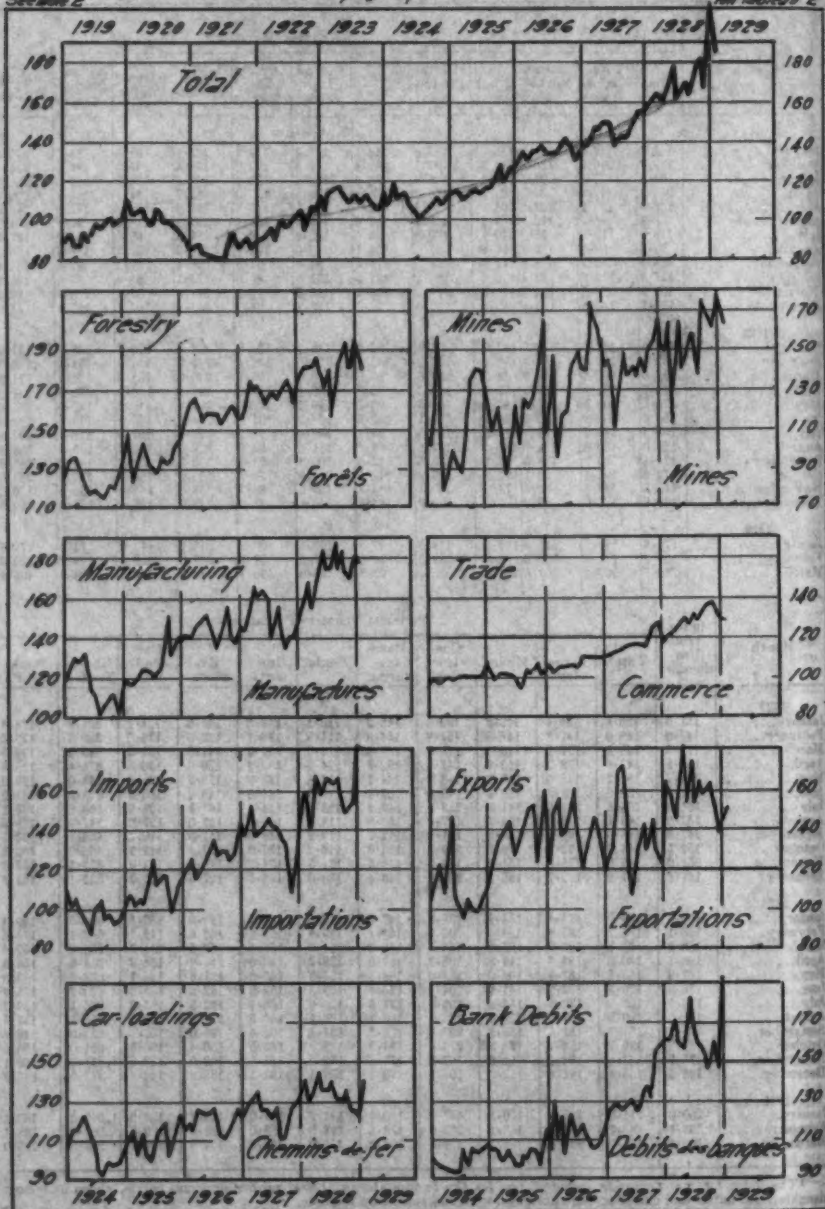 Section 2
1919 1920 1921 1922 1923 1924 1925 1926 1927 1928 1929
Total
180 180
160 160
140 140
120 120
100 100
80 80
Forestry
190
170
150
130
110
Forêts
Mines
170
150
130
110
90
70
Mines
Manufacturing
180
160
140
120
100
Manufactures
Trade
140
120
100
80
Commerce
Imports
160
140
120
100
80
Importations
Exports
160
140
120
100
80
Exportations
Car-loadings
150
130
110
90
Chemins-de-fer
Bank Debits
170
150
130
110
90
Débits des banques
1924 1925 1926 1927 1928 1929
1924 1925 1926 1927 1928 1929